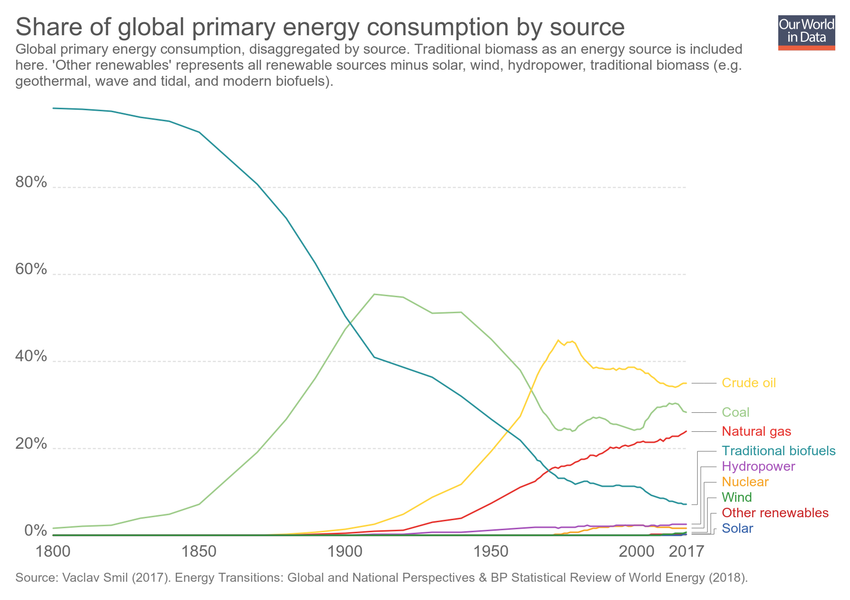 Share of global primary energy consumption by source
Our World
in Data
Global primary energy consumption, disaggregated by source. Traditional biomass as an energy source is included
here. 'Other renewables' represents all renewable sources minus solar, wind, hydropower, traditional biomass (e.g.
geothermal, wave and tidal, and modern biofuels).
80%
60%
40%
20%
0%
Crude oil
Coal
Natural gas
Traditional biofuels
Hydropower
Nuclear
Wind
Other renewables
Solar
1800 1850 1900 1950 2000 2017
Source: Vaclav Smil (2017). Energy Transitions: Global and National Perspectives & BP Statistical Review of World Energy (2018).